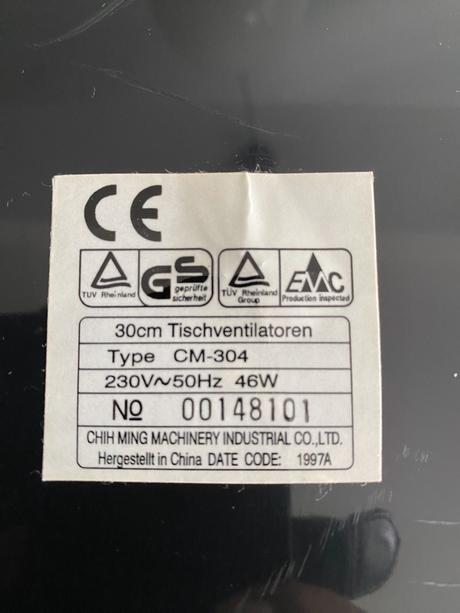 CE
TÜV Rheinland
GS geprüfte Sicherheit
TÜV Rheinland Group
EMC
Production inspected
30cm Tischventilatoren
Type CM-304
230V~50Hz 46W
No 00148101
CHIH MING MACHINERY INDUSTRIAL CO.,LTD.
Hergestellt in China DATE CODE: 1997A